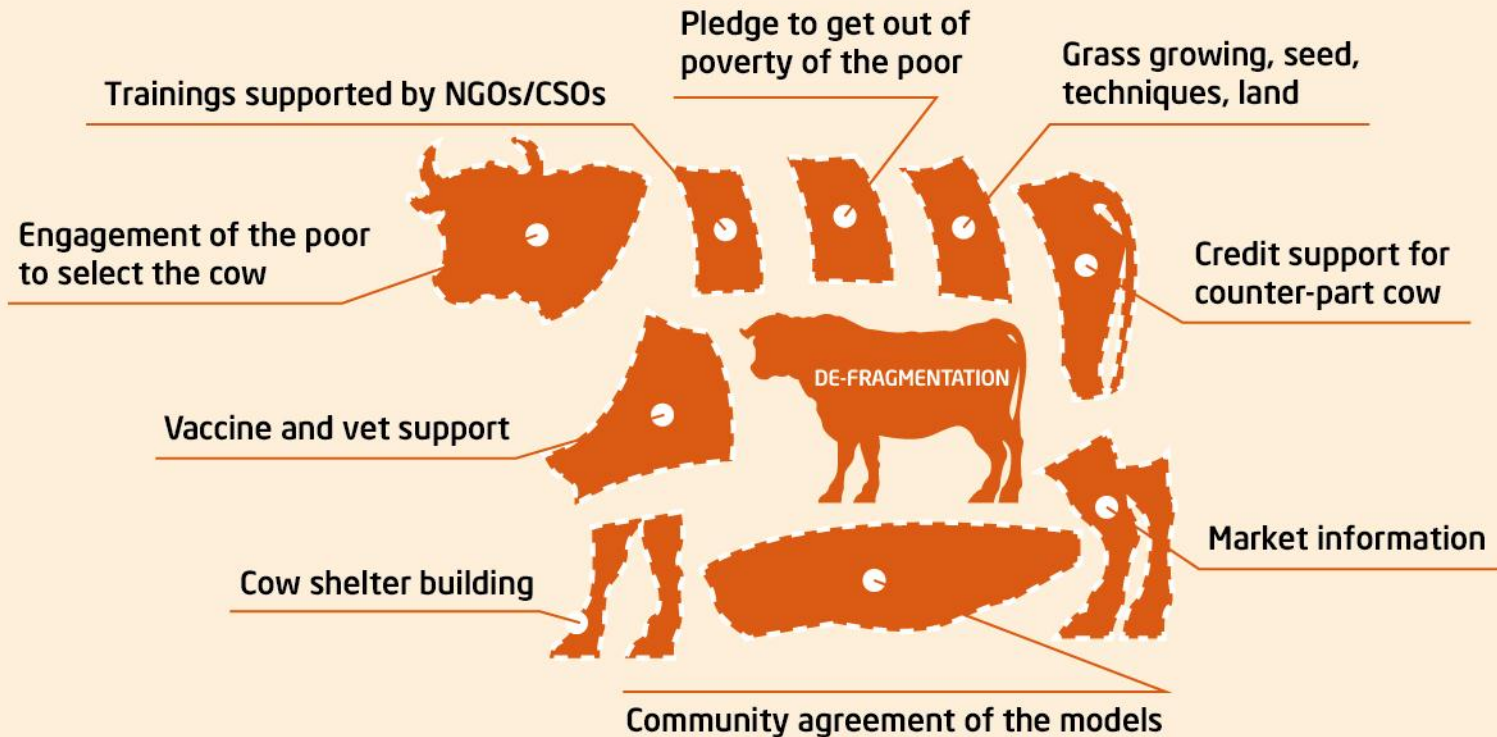 Pledge to get out of
poverty of the poor
Grass growing, seed,
techniques, land
Trainings supported by NGOs/CSOs
Engagement of the poor
to select the cow
Credit support for
counter-part cow
DE-FRAGMENTATION
Vaccine and vet support
Market information
Cow shelter building
Community agreement of the models